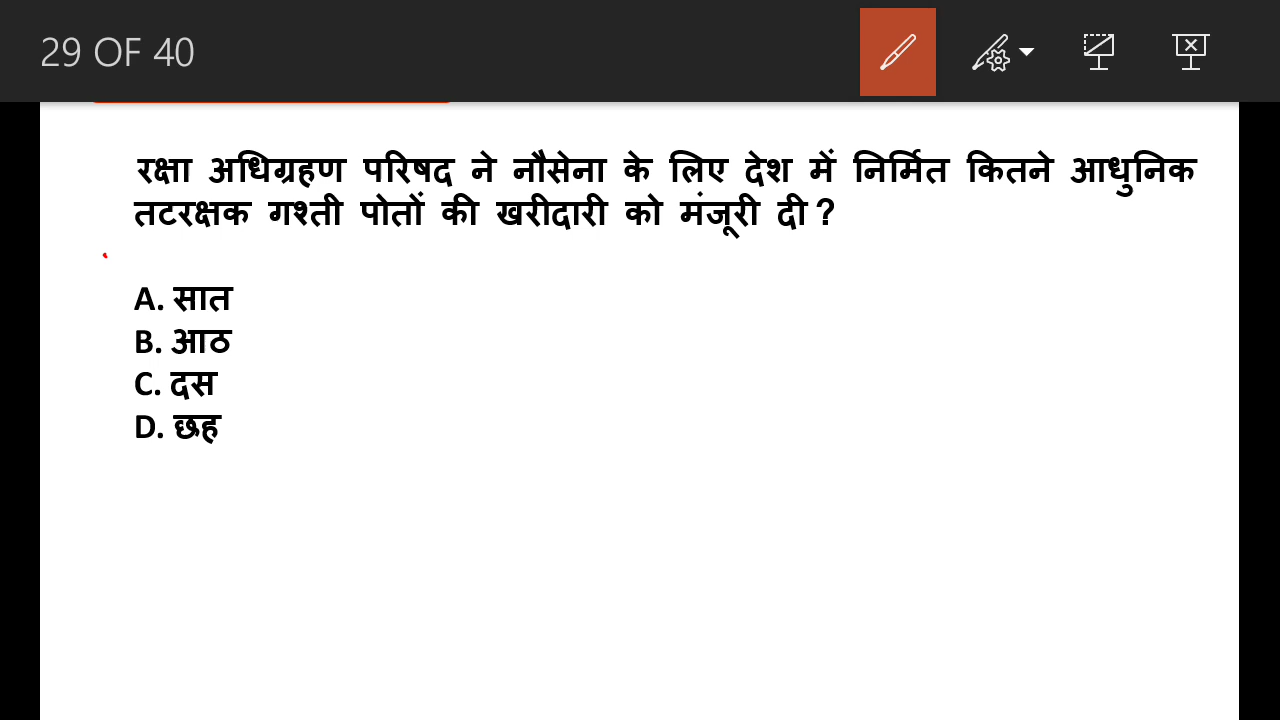 29 OF 40
रक्षा अधिग्रहण परिषद ने नौसेना के लिए देश में निर्मित कितने आधुनिक
तटरक्षक गश्ती पोतों की खरीदारी को मंजूरी दी ?
A. सात
B. आठ
C. दस
D. छह